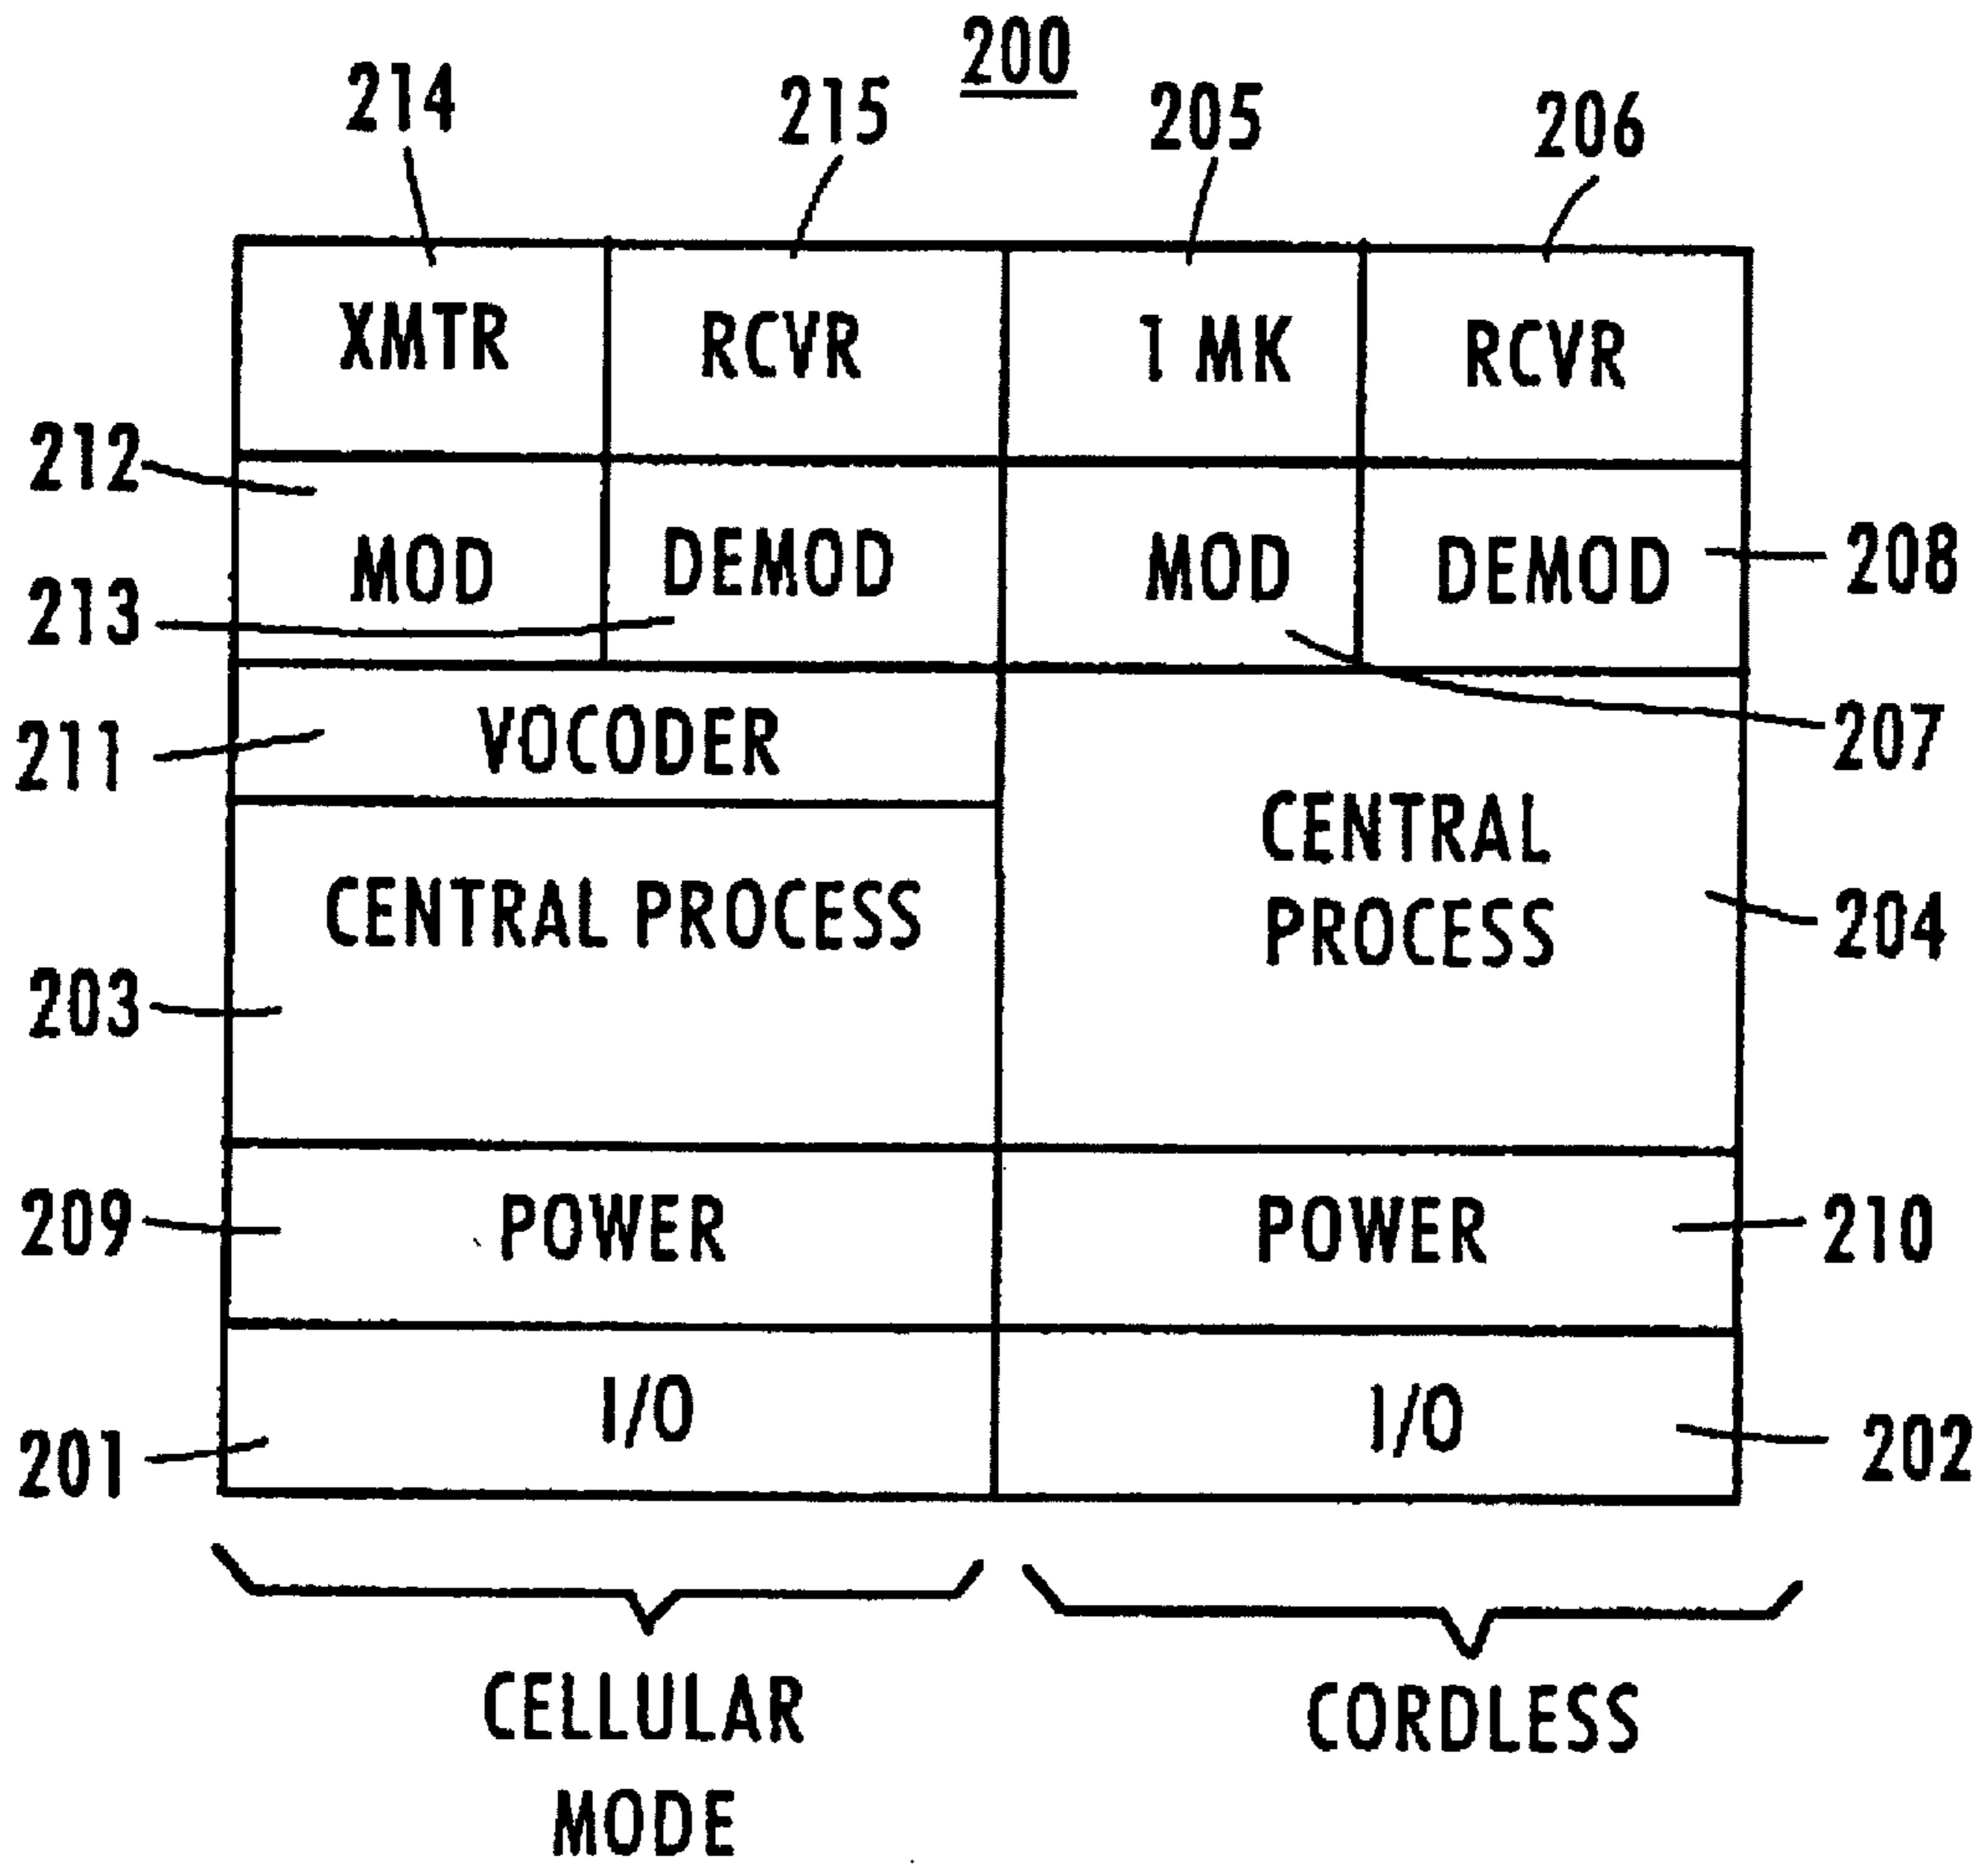 200
214
215
205
206
XMTR
RCVR
1 MK
RCVR
212
MOD
DEMOD
MOD
DEMOD
208
213
211
VOCODER
207
CENTRAL
PROCESS
CENTRAL PROCESS
204
203
209
POWER
POWER
210
I/O
I/O
201
202
CELLULAR
MODE
CORDLESS